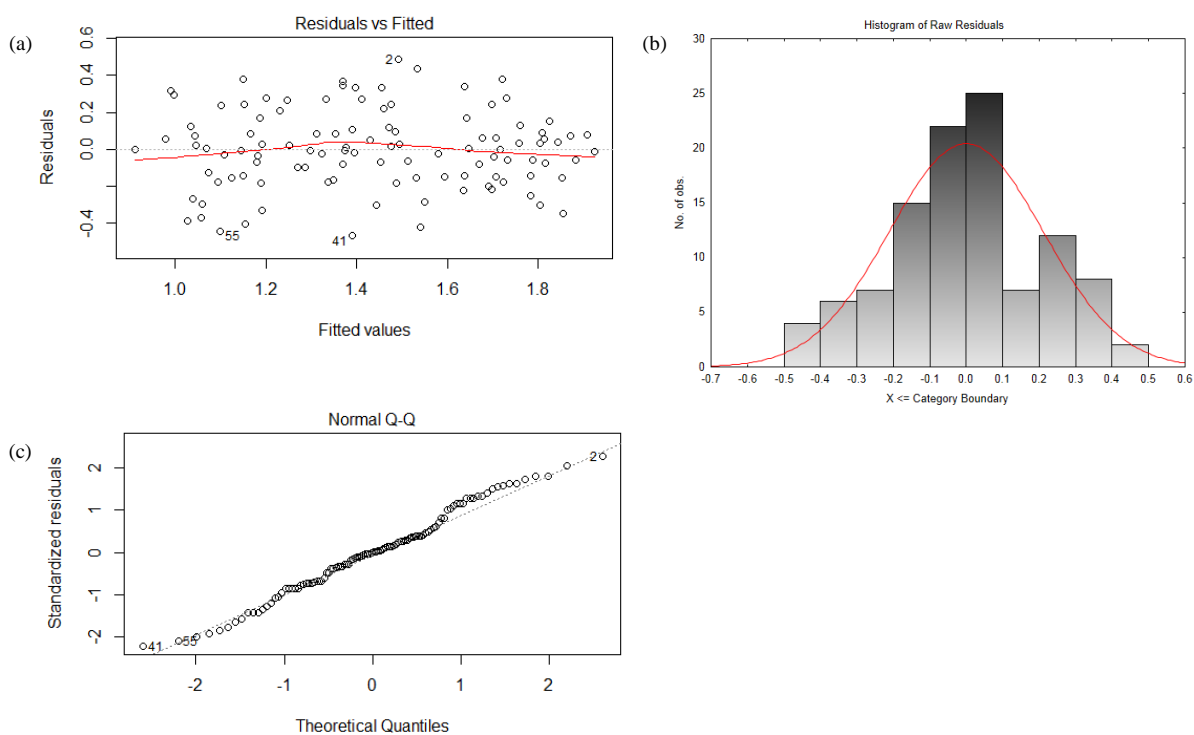 (a)
Residuals vs Fitted
Residuals
0.6
0.4
0.2
0.0
-0.4
2
55
41
1.0 1.2 1.4 1.6 1.8
Fitted values
(b)
Histogram of Raw Residuals
No. of obs.
30
25
20
15
10
5
0
-0.7 -0.6 -0.5 -0.4 -0.3 -0.2 -0.1 0.0 0.1 0.2 0.3 0.4 0.5 0.6
X <= Category Boundary
(c)
Normal Q-Q
Standardized residuals
2
1
0
-1
-2
2
41
55
-2 -1 0 1 2
Theoretical Quantiles